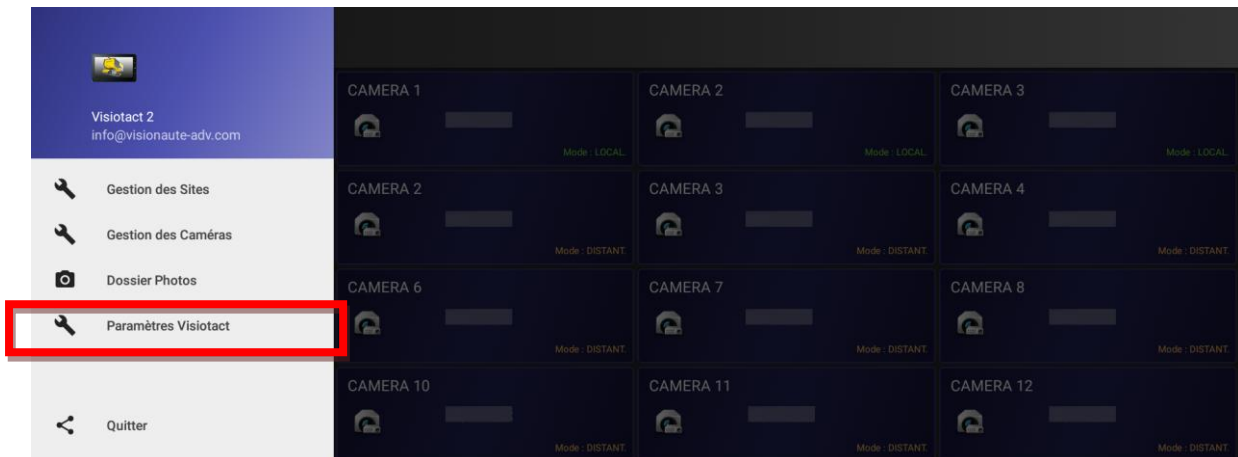 Visiotact 2
info@visionaute-adv.com
Gestion des Sites
Gestion des Caméras
Dossier Photos
Paramètres Visiotact
Quitter
CAMERA 1
Mode : LOCAL.
CAMERA 2
Mode : LOCAL.
CAMERA 3
Mode : LOCAL.
CAMERA 2
Mode : DISTANT.
CAMERA 3
Mode : DISTANT.
CAMERA 4
Mode : DISTANT.
CAMERA 6
Mode : DISTANT.
CAMERA 7
Mode : DISTANT.
CAMERA 8
Mode : DISTANT.
CAMERA 10
Mode : DISTANT.
CAMERA 11
Mode : DISTANT.
CAMERA 12
Mode : DISTANT.